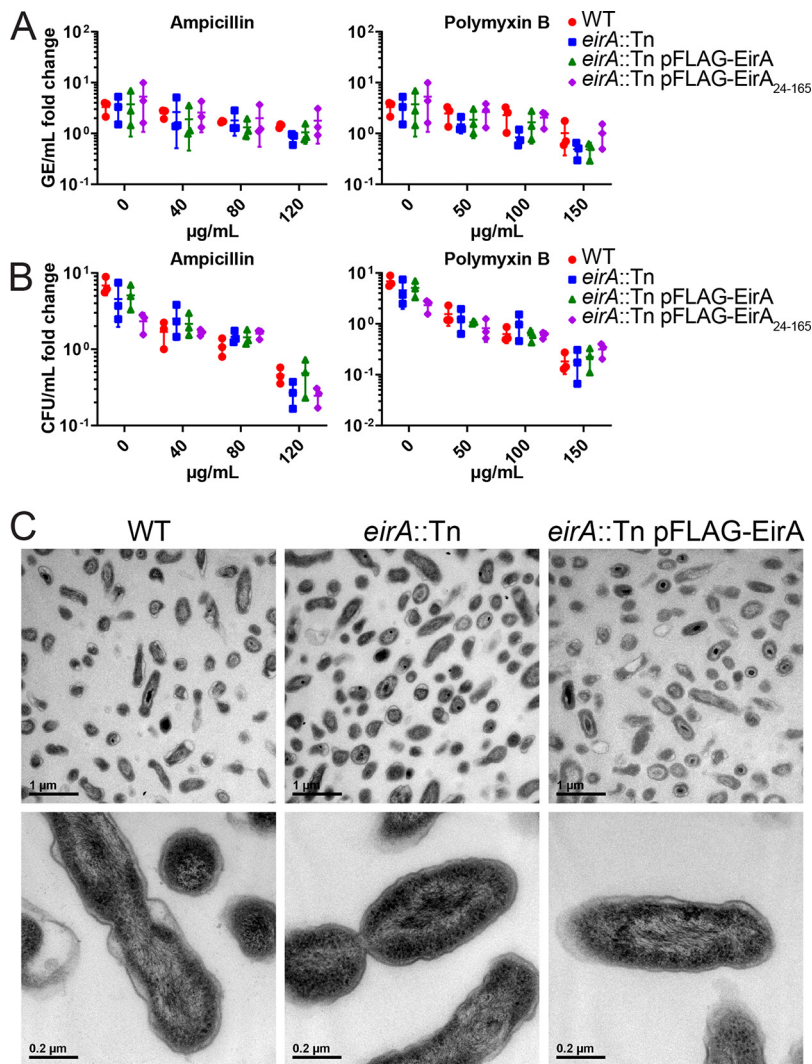 A
Ampicillin
Polymyxin B
GE/mL fold change
10²
10¹
10⁰
10⁻¹
0
40
80
120
µg/mL
10²
10¹
10⁰
10⁻¹
0
50
100
150
µg/mL
WT
eirA::Tn
eirA::Tn pFLAG-EirA
eirA::Tn pFLAG-EirA₂₄₋₁₆₅
B
Ampicillin
Polymyxin B
CFU/mL fold change
10¹
10⁰
10⁻¹
0
40
80
120
µg/mL
10¹
10⁰
10⁻¹
10⁻²
0
50
100
150
µg/mL
WT
eirA::Tn
eirA::Tn pFLAG-EirA
eirA::Tn pFLAG-EirA₂₄₋₁₆₅
C
WT
eirA::Tn
eirA::Tn pFLAG-EirA
1 µm
1 µm
1 µm
0.2 µm
0.2 µm
0.2 µm